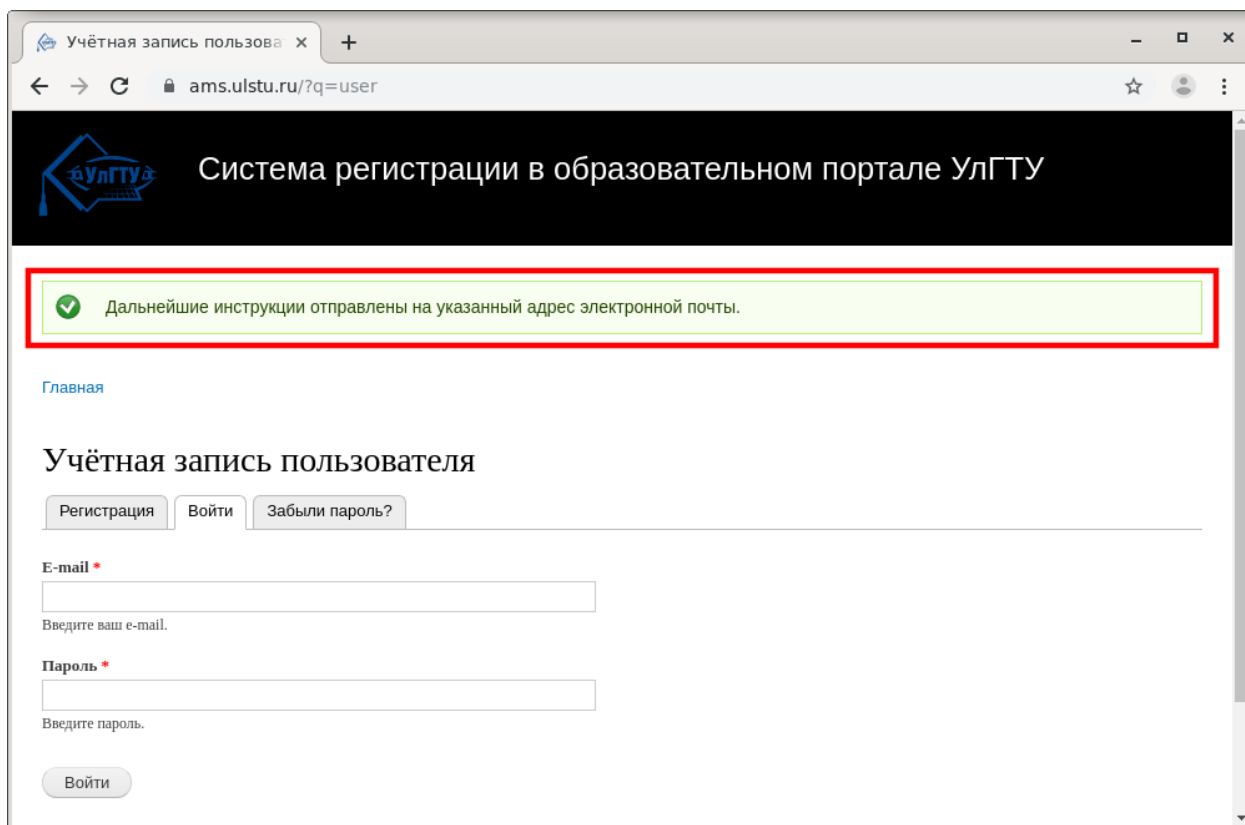 Учётная запись пользова
ams.ulstu.ru/?q=user
УлГТУ
Система регистрации в образовательном портале УлГТУ
Дальнейшие инструкции отправлены на указанный адрес электронной почты.
Главная
Учётная запись пользователя
Регистрация Войти Забыли пароль?
E-mail *
Введите ваш e-mail.
Пароль *
Введите пароль.
Войти